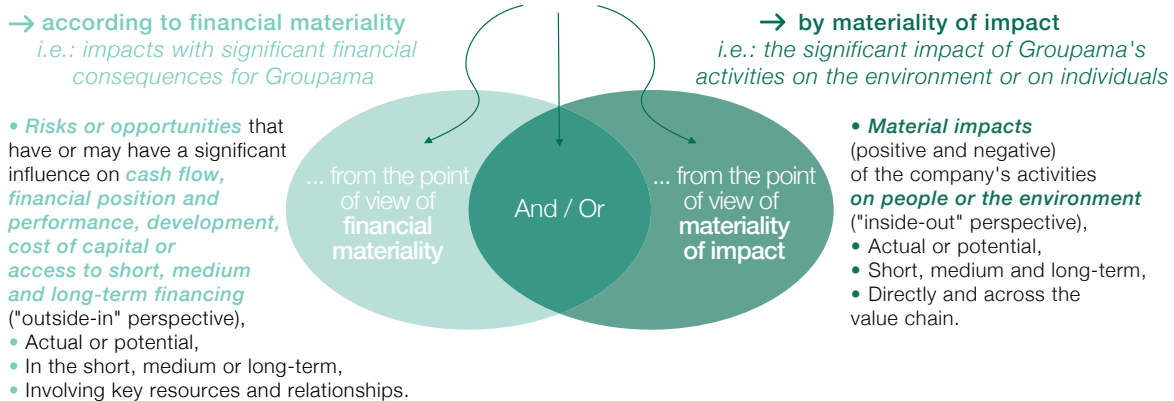 → according to financial materiality
i.e.: impacts with significant financial
consequences for Groupama
• Risks or opportunities that
have or may have a significant
influence on cash flow,
financial position and
performance, development,
cost of capital or
access to short, medium
and long-term financing
("outside-in" perspective),
• Actual or potential,
• In the short, medium or long-term,
• Involving key resources and relationships.
... from the point
of view of
financial
materiality
And / Or
... from the point
of view of
materiality
of impact
→ by materiality of impact
i.e.: the significant impact of Groupama's
activities on the environment or on individuals
• Material impacts
(positive and negative)
of the company's activities
on people or the environment
("inside-out" perspective),
• Actual or potential,
• Short, medium and long-term,
• Directly and across the
value chain.